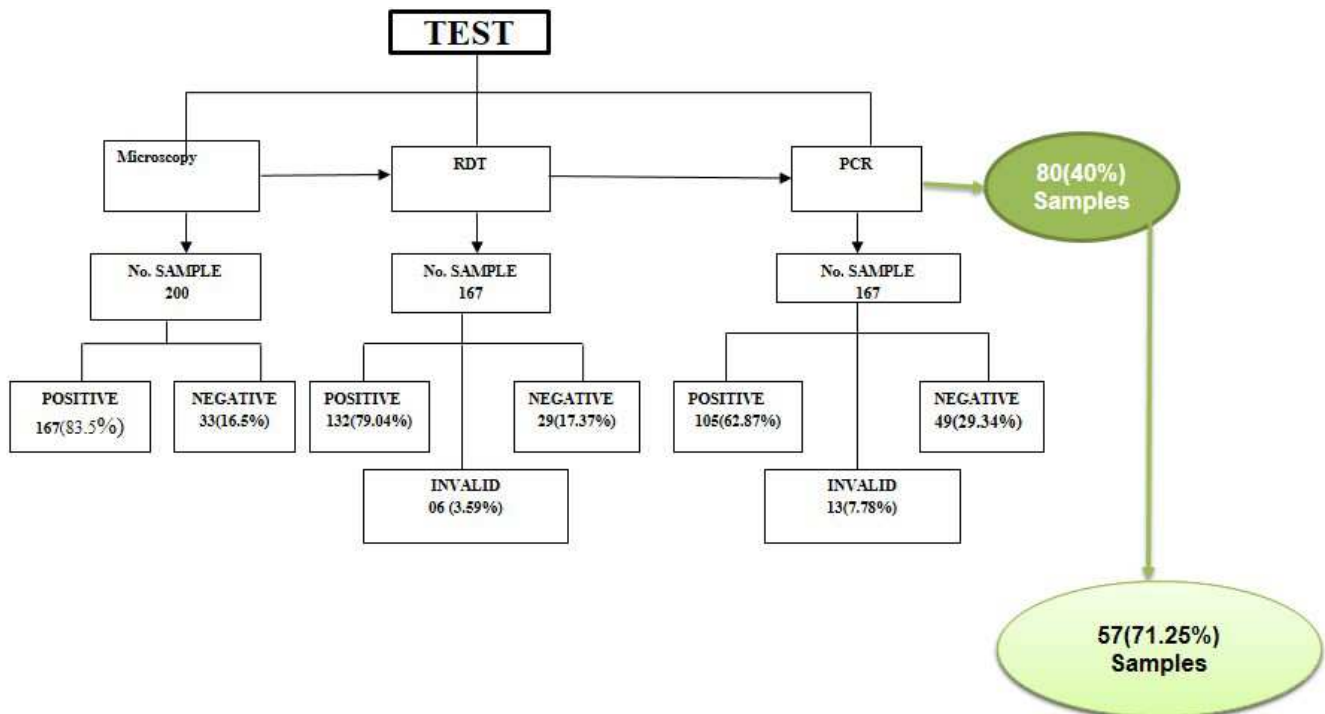 TEST
Microscopy
RDT
PCR
80(40%)
Samples
No. SAMPLE
200
No. SAMPLE
167
No. SAMPLE
167
POSITIVE
167(83.5%)
NEGATIVE
33(16.5%)
POSITIVE
132(79.04%)
NEGATIVE
29(17.37%)
POSITIVE
105(62.87%)
NEGATIVE
49(29.34%)
INVALID
06 (3.59%)
INVALID
13(7.78%)
57(71.25%)
Samples